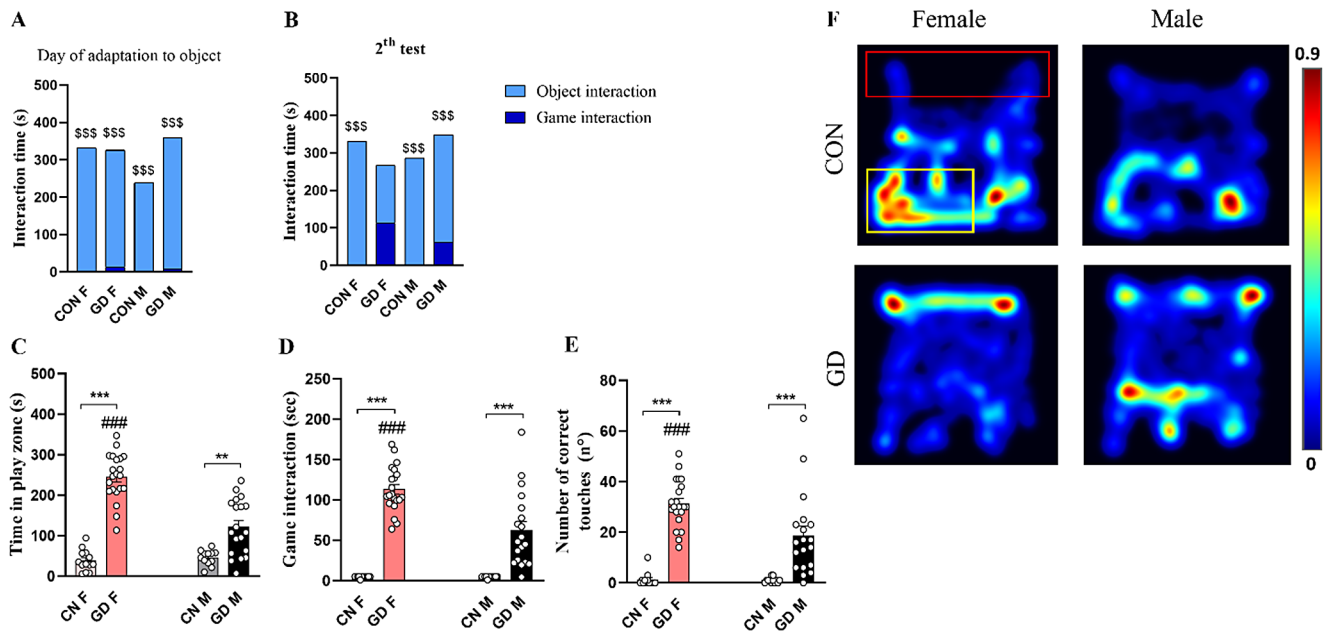 A
Day of adaptation to object
Interaction time (s)
500
400
300
200
100
0
$$$
$$$
$$$
$$$
CON F
GD F
CON M
GD M
B
2th test
Interaction time (s)
500
400
300
200
100
0
$$$
$$$
$$$
CON F
GD F
CON M
GD M
Object interaction
Game interaction
C
Time in play zone (s)
500
400
300
200
100
0
***
###
**
CN F
GD F
CN M
GD M
D
Game interaction (sec)
250
200
150
100
50
0
***
###
***
CN F
GD F
CN M
GD M
E
Number of correct
touches (n°)
80
60
40
20
0
***
###
***
CN F
GD F
CN M
GD M
F
Female
Male
CON
GD
0.9
0